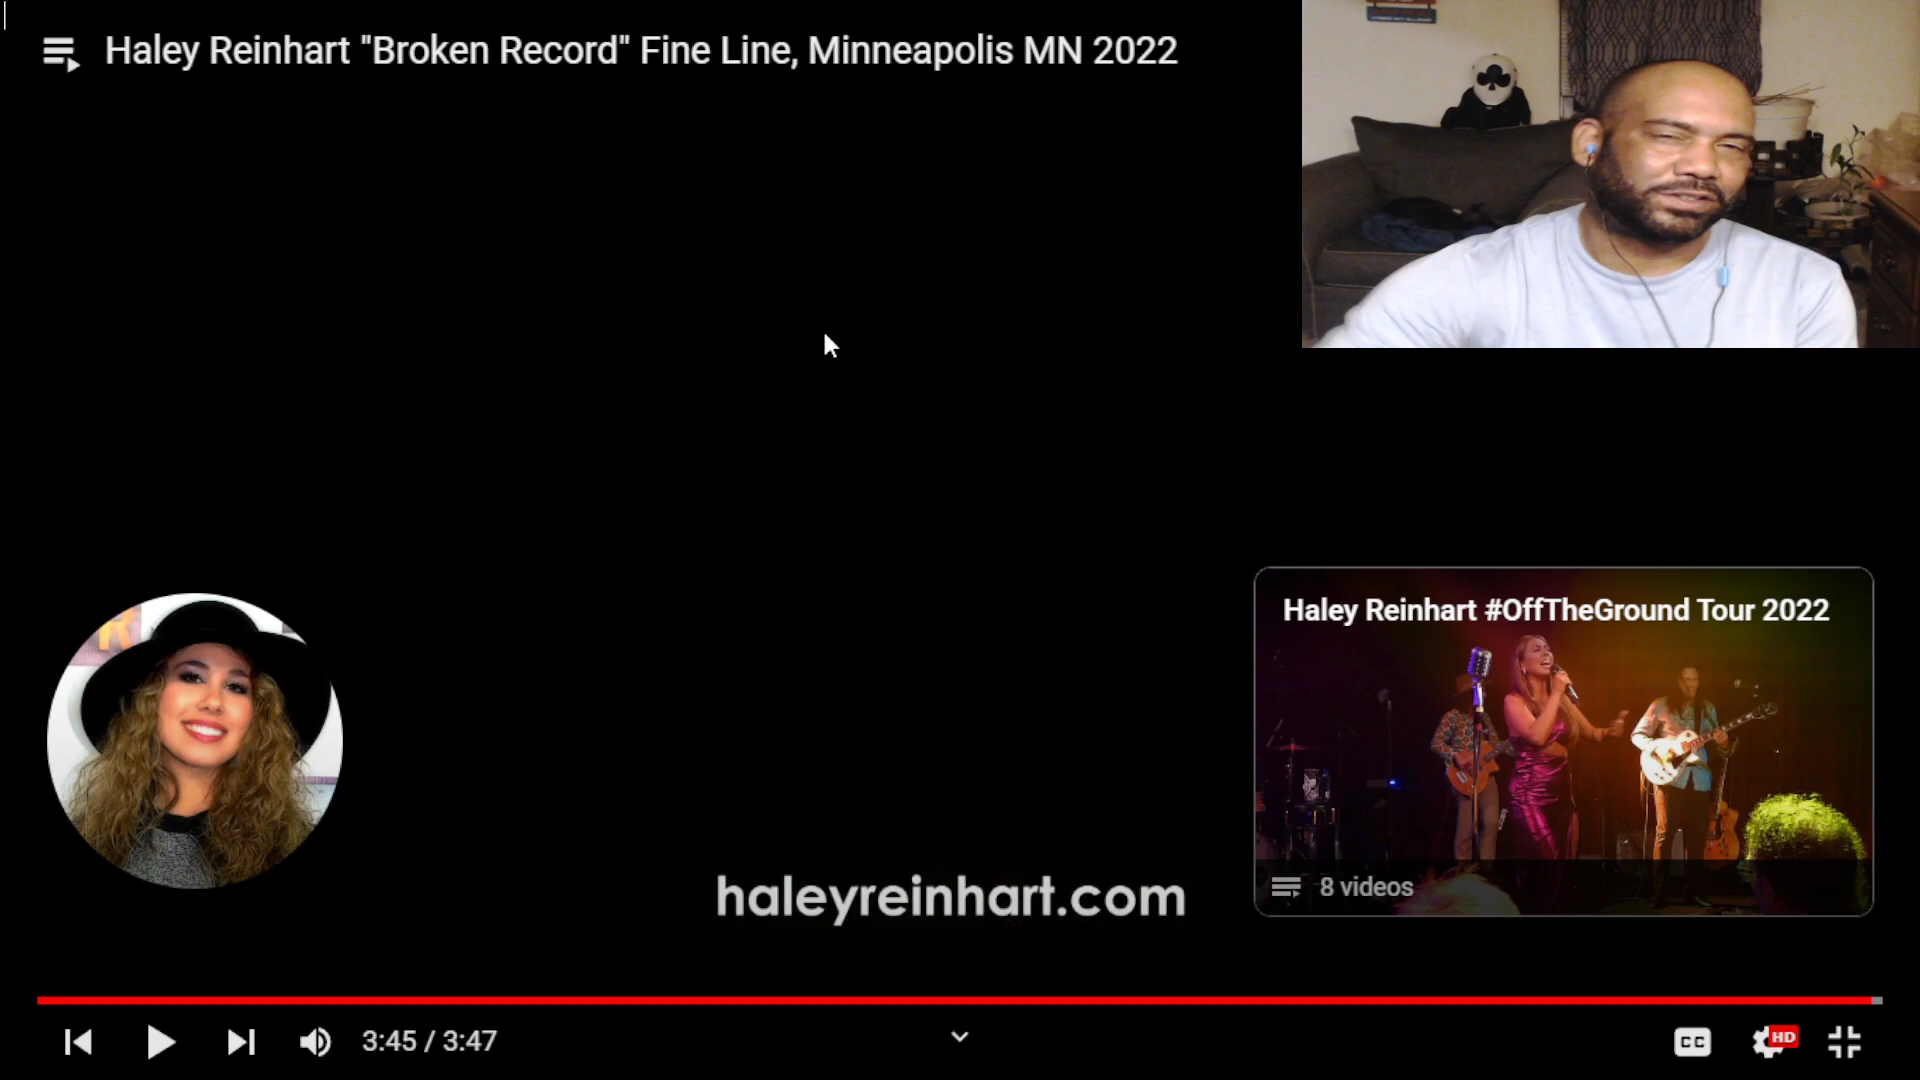 Haley Reinhart "Broken Record" Fine Line, Minneapolis MN 2022
Haley Reinhart #OffTheGround Tour 2022
8 videos
haleyreinhart.com
3:45 / 3:47
CC
HD